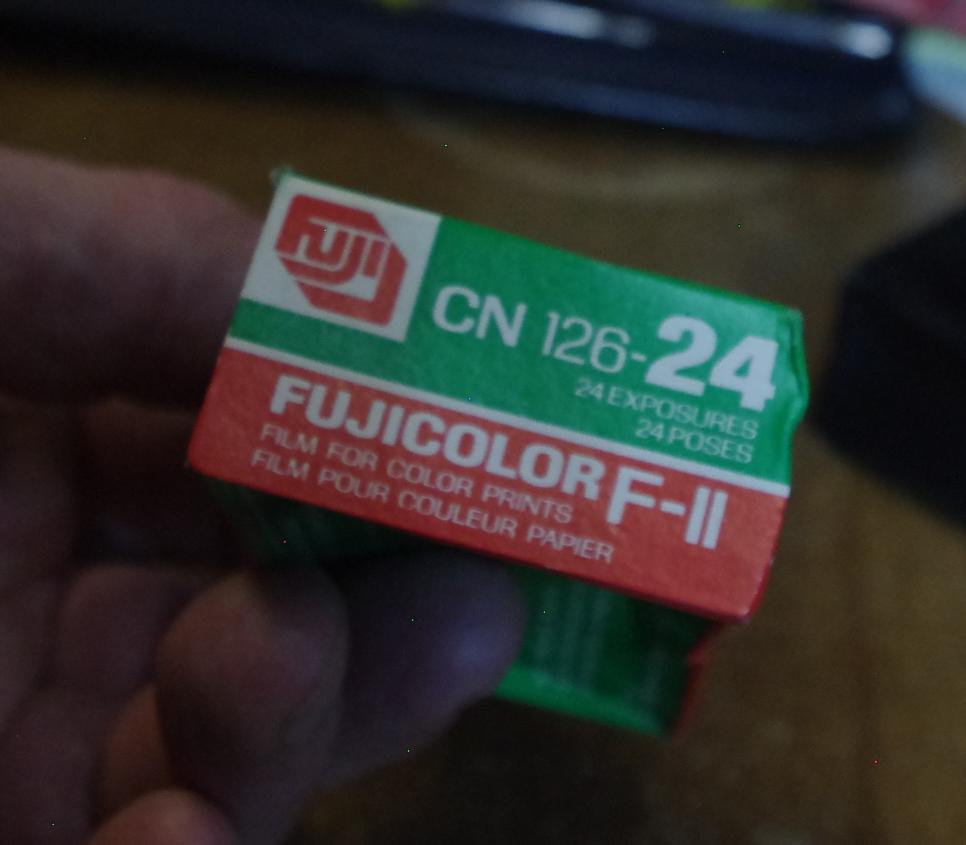 FUJI
CN 126-24
24 EXPOSURES
24 POSES
FUJICOLOR F-II
FILM FOR COLOR PRINTS
FILM POUR COULEUR PAPIER